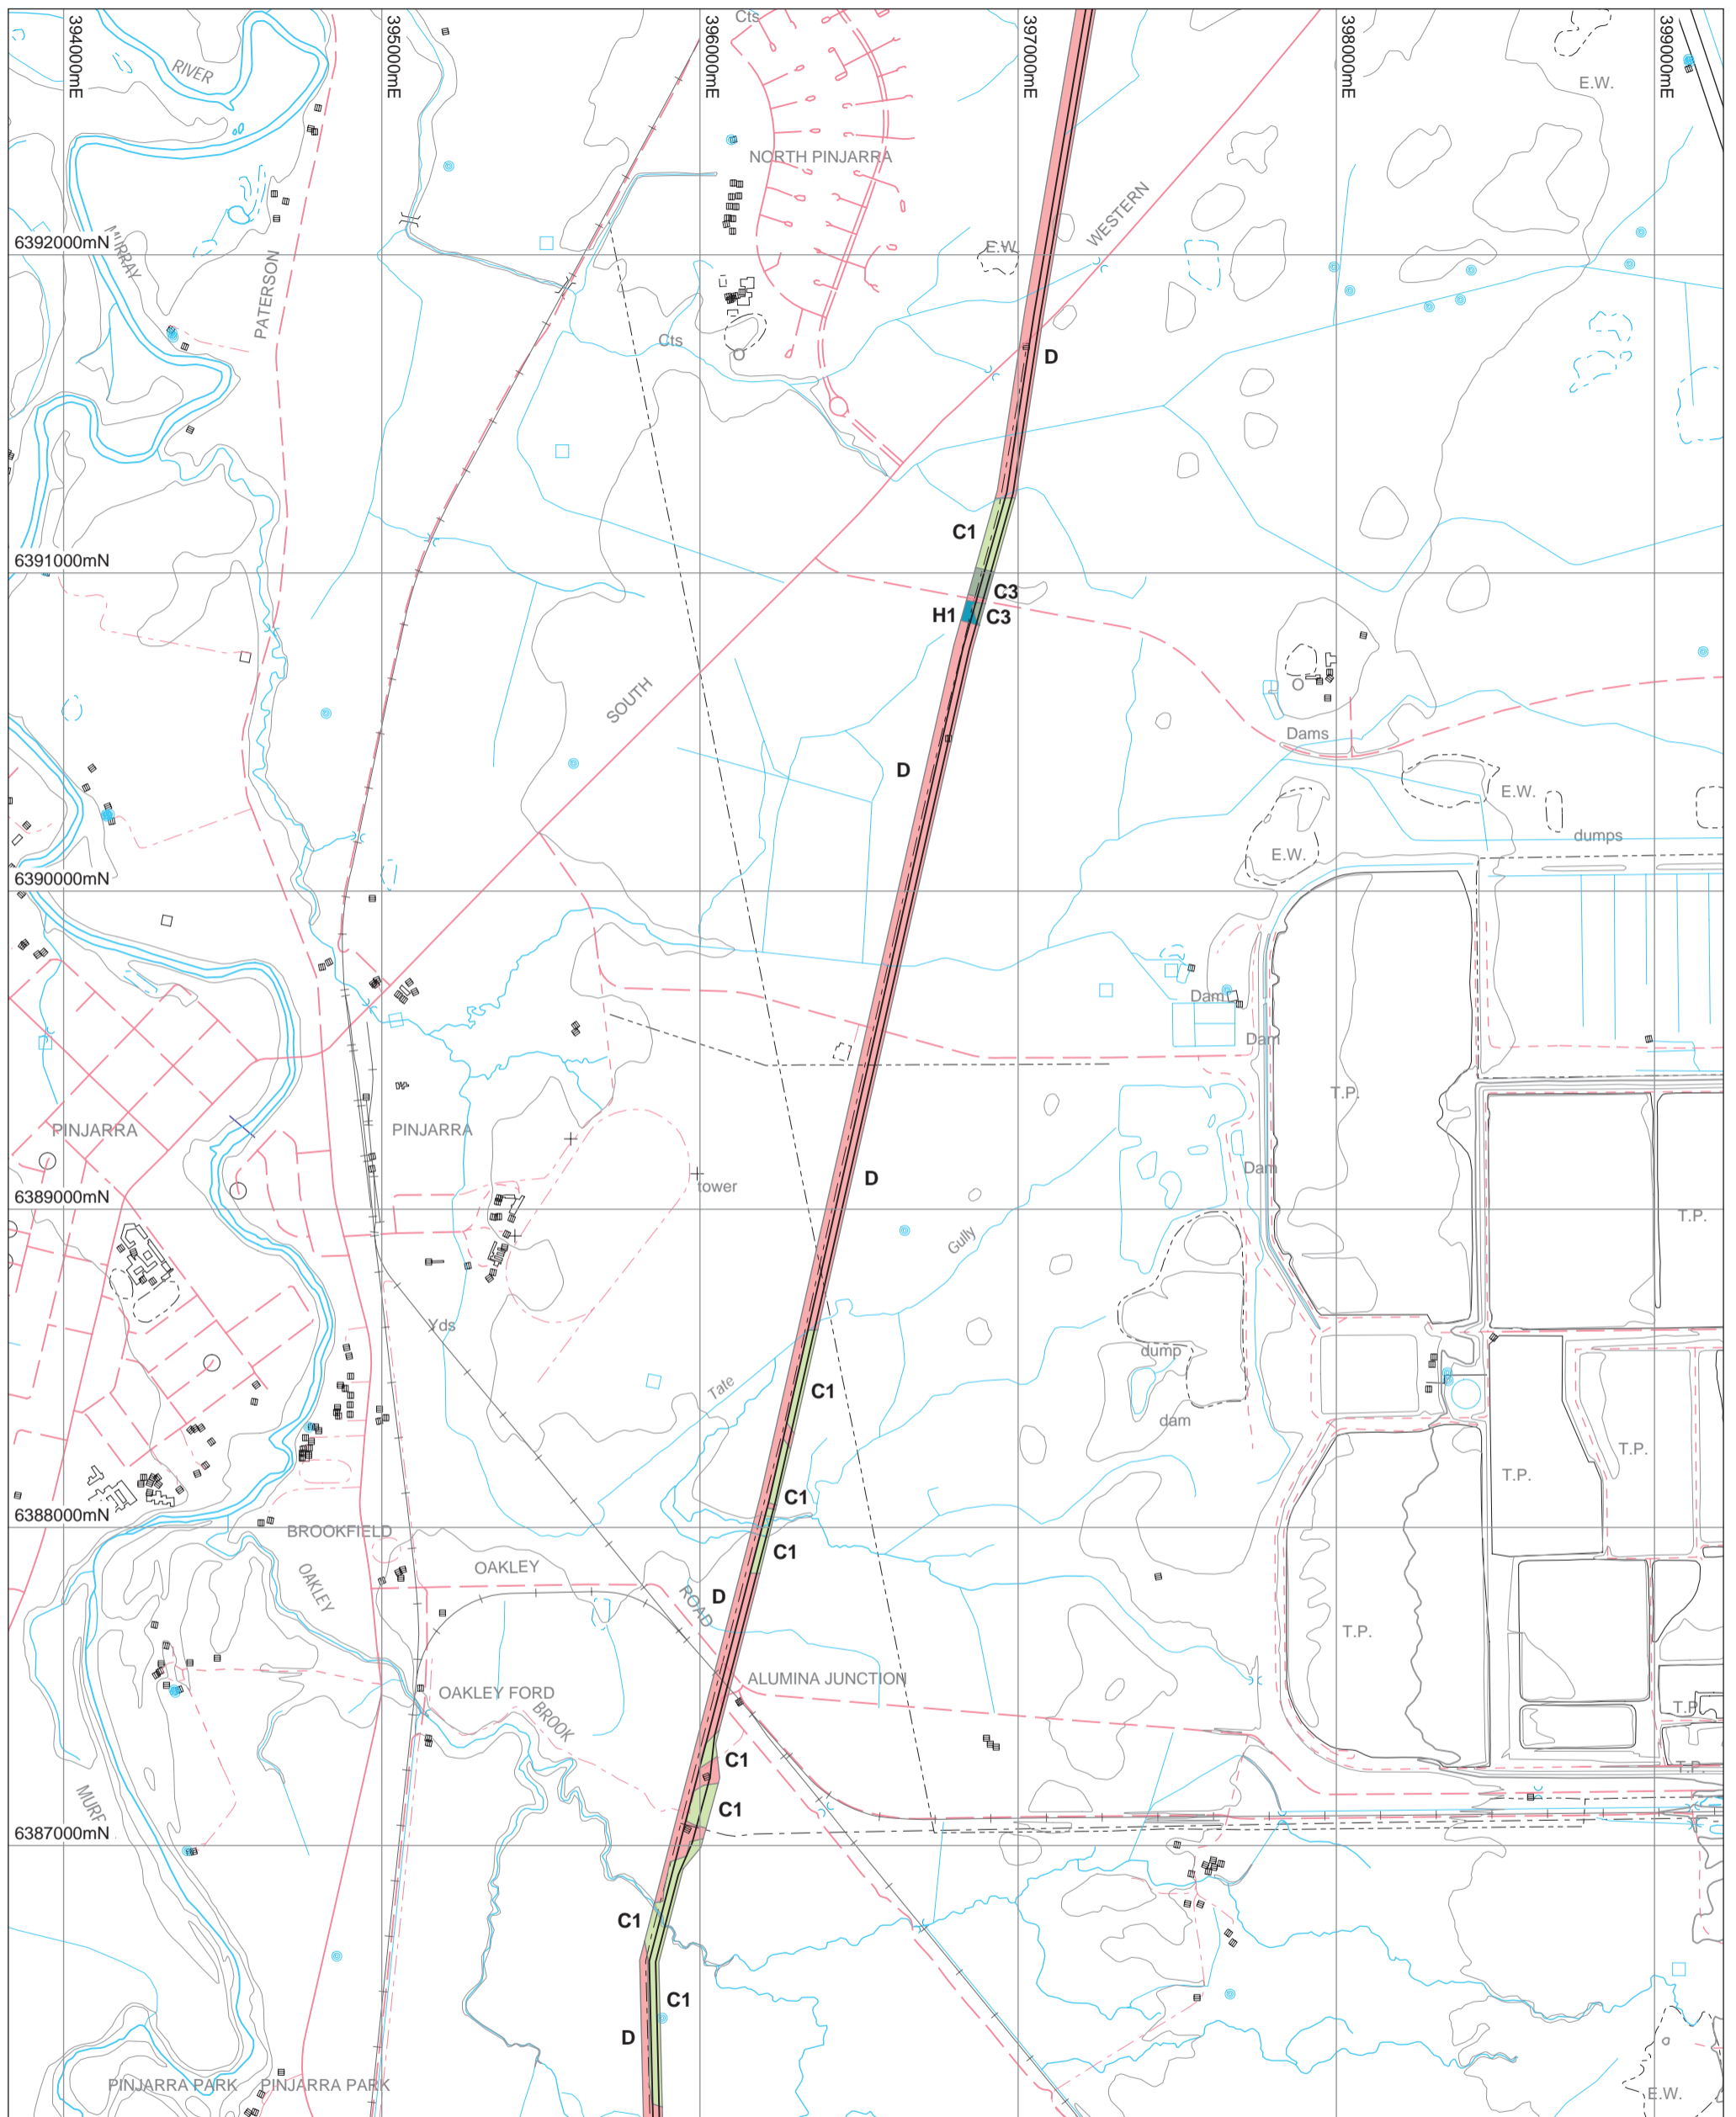 394000mE
395000mE
396000mE
397000mE
398000mE
399000mE
Cts
RIVER
E.W.
NORTH PINJARRA
WESTERN
6392000mN
MURRAY
PATERSON
E.W.
Cts
D
C1
6391000mN
C3
H1
C3
SOUTH
Dams
D
E.W.
dumps
E.W.
6390000mN
Dam
Dam
T.P.
PINJARRA
PINJARRA
Dam
D
tower
6389000mN
T.P.
Gully
Yds
dump
Tate
C1
dam
T.P.
T.P.
C1
6388000mN
BROOKFIELD
C1
OAKLEY
OAKLEY
D
ROAD
T.P.
ALUMINA JUNCTION
OAKLEY FORD
T.P.
BROOK
C1
T.P.
MURF
C1
6387000mN
C1
C1
D
PINJARRA PARK
PINJARRA PARK
E.W.